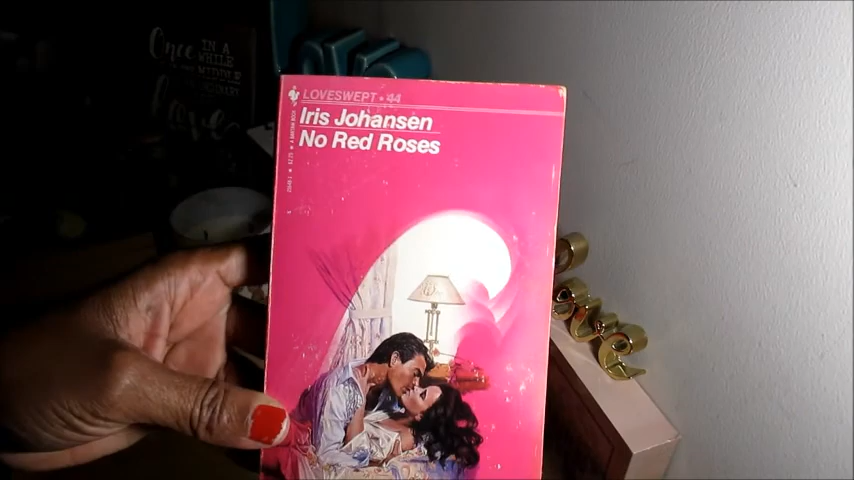 Once IN A
WHILE
MIDDLE
love
LOVESWEPT • 44
Iris Johansen
No Red Roses